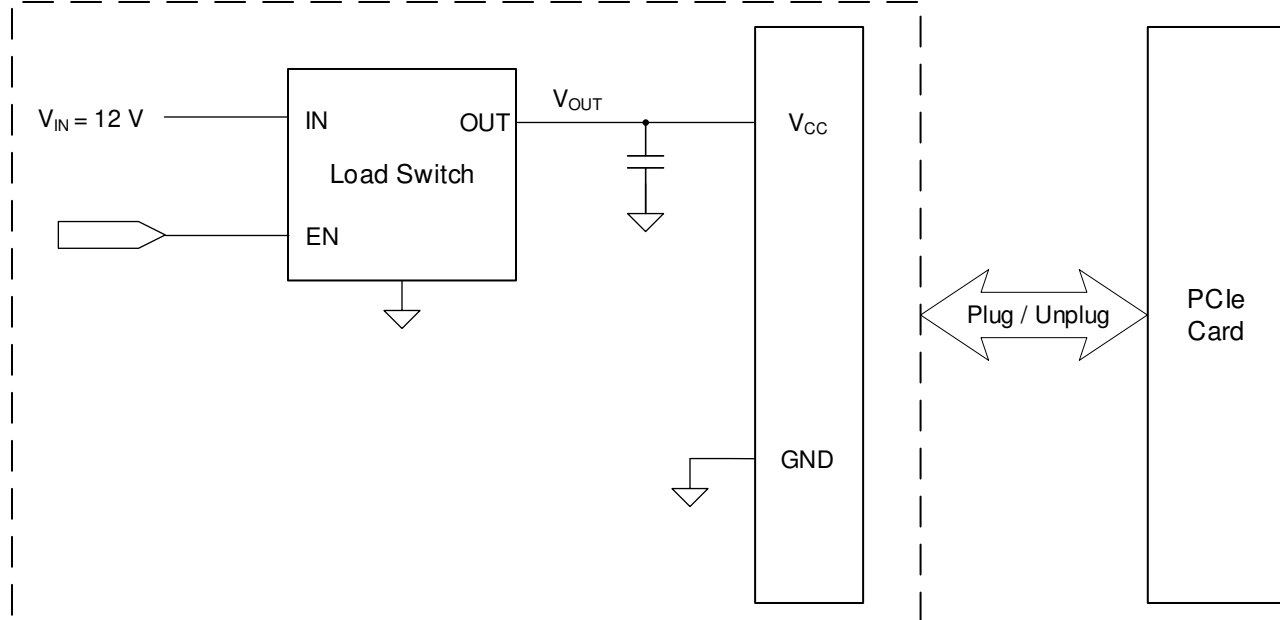 V_IN = 12 V
IN
OUT
V_OUT
V_CC
Load Switch
EN
Plug / Unplug
PCIe
Card
GND